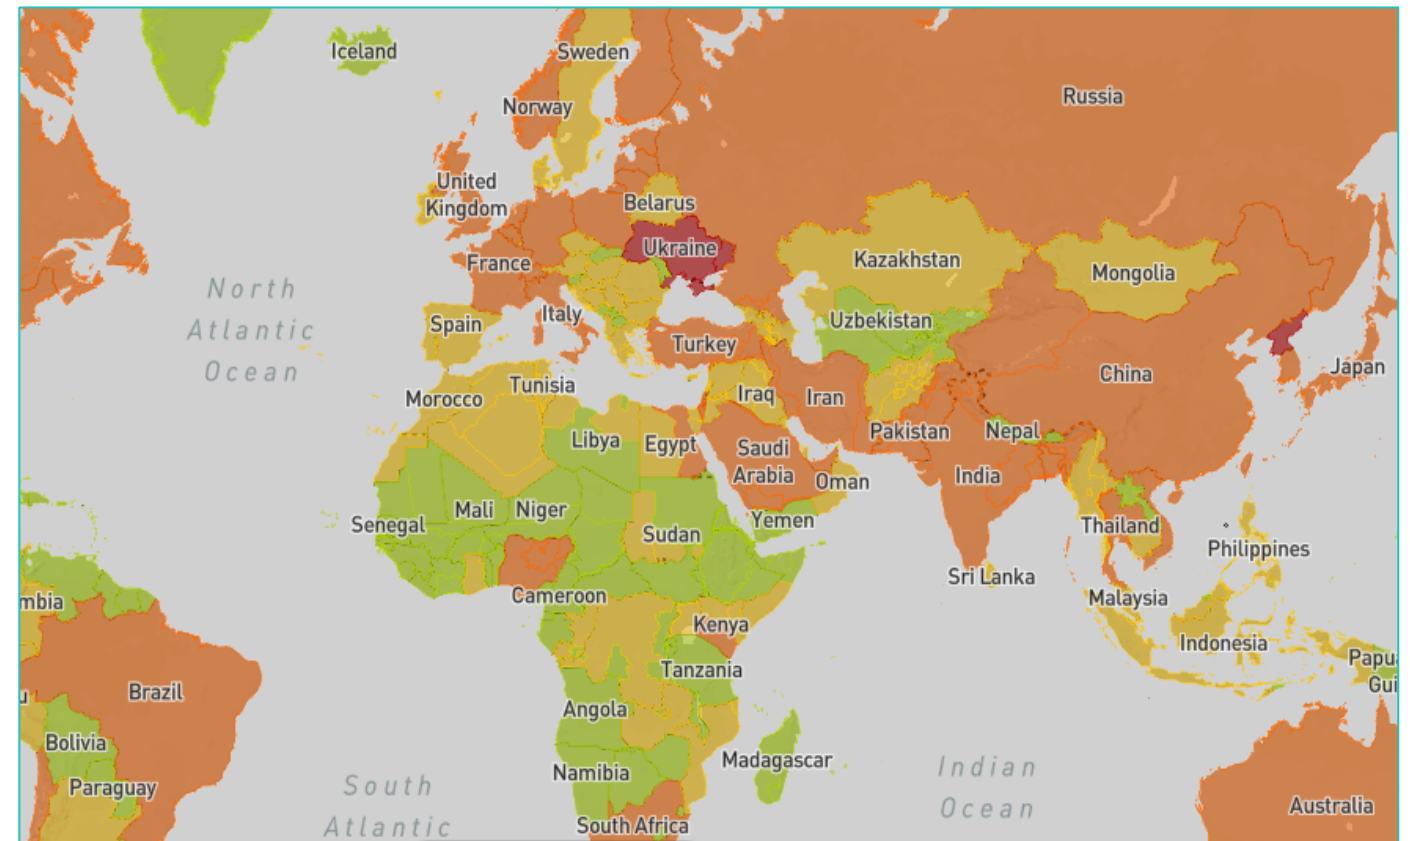 Iceland
Sweden
Russia
Norway
United
Kingdom
Belarus
Ukraine
France
Kazakhstan
Mongolia
North
Atlantic
Ocean
Spain
Italy
Uzbekistan
Turkey
Japan
China
Tunisia
Morocco
Iraq
Iran
Pakistan
Nepal
Libya
Egypt
Saudi
Arabia
India
Oman
Mali
Niger
Senegal
Sudan
Yemen
Thailand
Philippines
Sri Lanka
Cameroon
mbia
Malaysia
Kenya
Indonesia
Papu
Gui
Tanzania
Brazil
u
Angola
Bolivia
Madagascar
Namibia
Indian
Ocean
Paraguay
South
Atlantic
South Africa
Australia